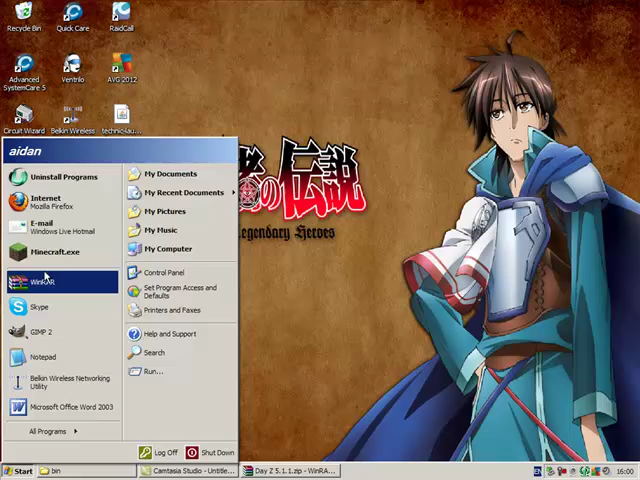 Recycle Bin
Quick Care
RaidCall
Advanced SystemCare 5
Ventrilo
AVG 2012
Circuit Wizard
Belkin Wireless
technic-lau...
aidan
Uninstall Programs
Internet
Mozilla Firefox
E-mail
Windows Live Hotmail
Minecraft.exe
WinRAR
Skype
GIMP 2
Notepad
Belkin Wireless Networking
Utility
Microsoft Office Word 2003
All Programs
My Documents
My Recent Documents
My Pictures
My Music
My Computer
Control Panel
Set Program Access and
Defaults
Printers and Faxes
Help and Support
Search
Run...
Log Off
Shut Down
の伝説
egendary Heroes
Start
bin
Camtasia Studio - Untitle...
Day Z 5.1.1.zip - WinRA...
EN
16:00